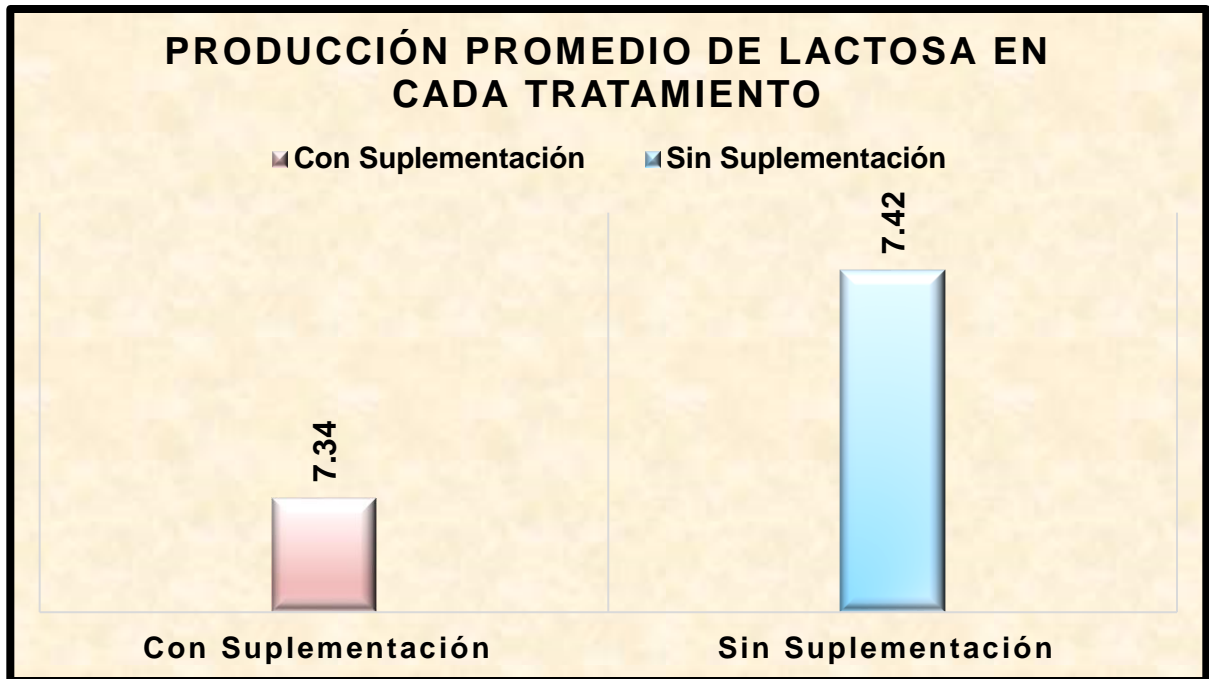 PRODUCCIÓN PROMEDIO DE LACTOSA EN
CADA TRATAMIENTO
Con Suplementación Sin Suplementación
7.34
7.42
Con Suplementación Sin Suplementación